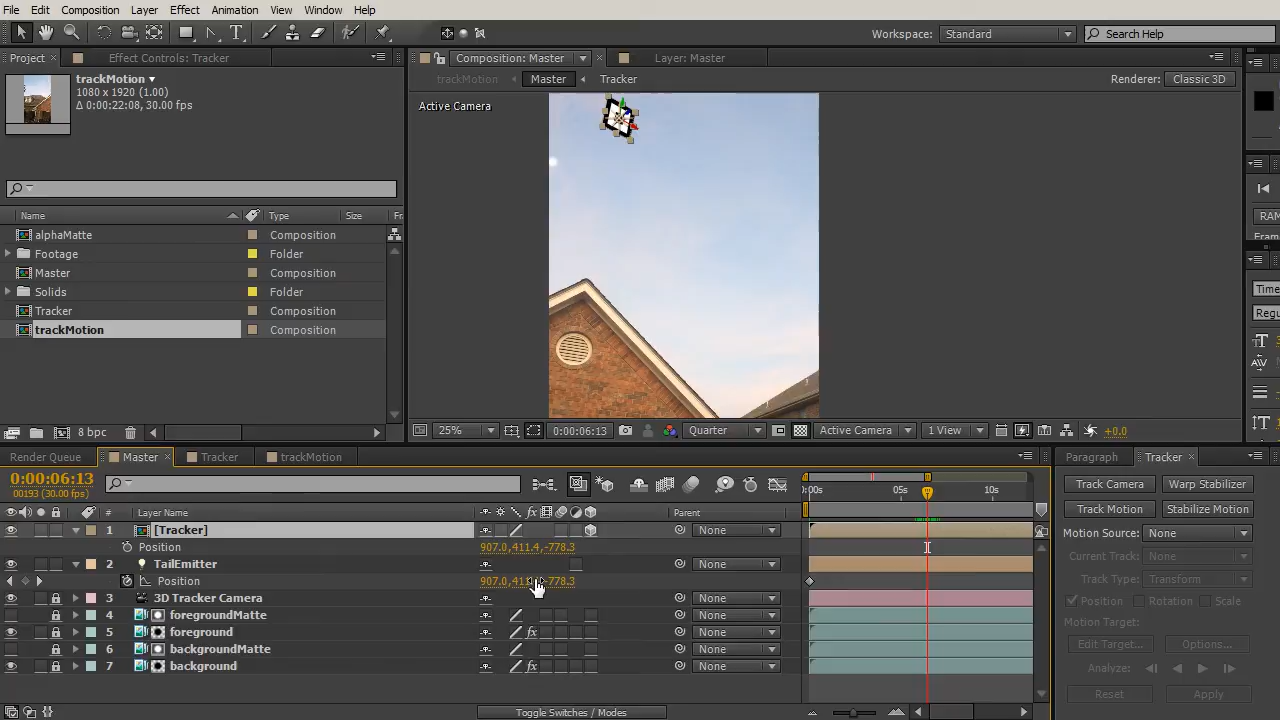 File Edit Composition Layer Effect Animation View Window Help
Workspace: Standard Search Help
Project Effect Controls: Tracker Composition: Master Layer: Master
trackMotion
1080 x 1920 (1.00)
Δ 0:00:22:08, 30.00 fps
trackMotion Master Tracker Renderer: Classic 3D
Active Camera
Name Type Size Fra
alphaMatte Composition
Footage Folder
Master Composition
Solids Folder
Tracker Composition
trackMotion Composition
RAM
Time
Regu
8 bpc 25% 0:00:06:13 Quarter Active Camera 1 View +0.0
Render Queue Master Tracker trackMotion Paragraph Tracker
0:00:06:13
00193 (30.00 fps)
05s 10s
Track Camera Warp Stabilizer
Track Motion Stabilize Motion
# Layer Name Parent
Motion Source: None
1 [Tracker] None
Position 907.0,411.4,-778.3
Current Track: None
2 TailEmitter None
Track Type: Transform
Position
Position Rotation Scale
3 3D Tracker Camera None
4 foregroundMatte None
Motion Target:
5 foreground None
Edit Target... Options...
6 backgroundMatte None
7 background None
Analyze:
Reset Apply
Toggle Switches / Modes